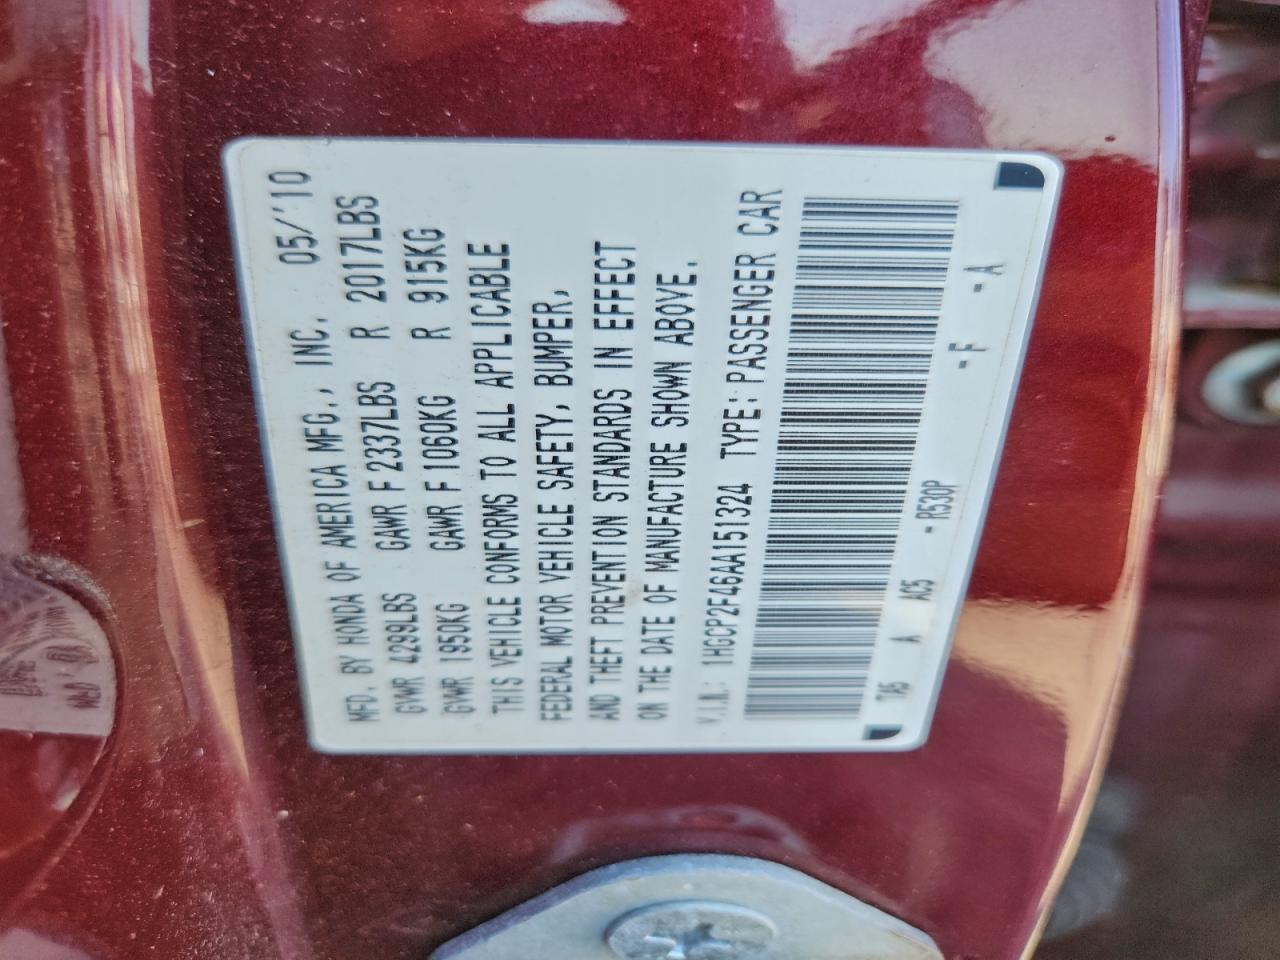 MFD. BY HONDA OF AMERICA MFG., INC. 05/'10
GVWR 4299LBS GAWR F 2337LBS R 2017LBS
GVWR 1950KG GAWR F 1060KG R 915KG
THIS VEHICLE CONFORMS TO ALL APPLICABLE
FEDERAL MOTOR VEHICLE SAFETY, BUMPER,
AND THEFT PREVENTION STANDARDS IN EFFECT
ON THE DATE OF MANUFACTURE SHOWN ABOVE.
V.I.N.: 1HGCP2F46AA151324 TYPE: PASSENGER CAR
TA5 A AC5 - R530P - F - A